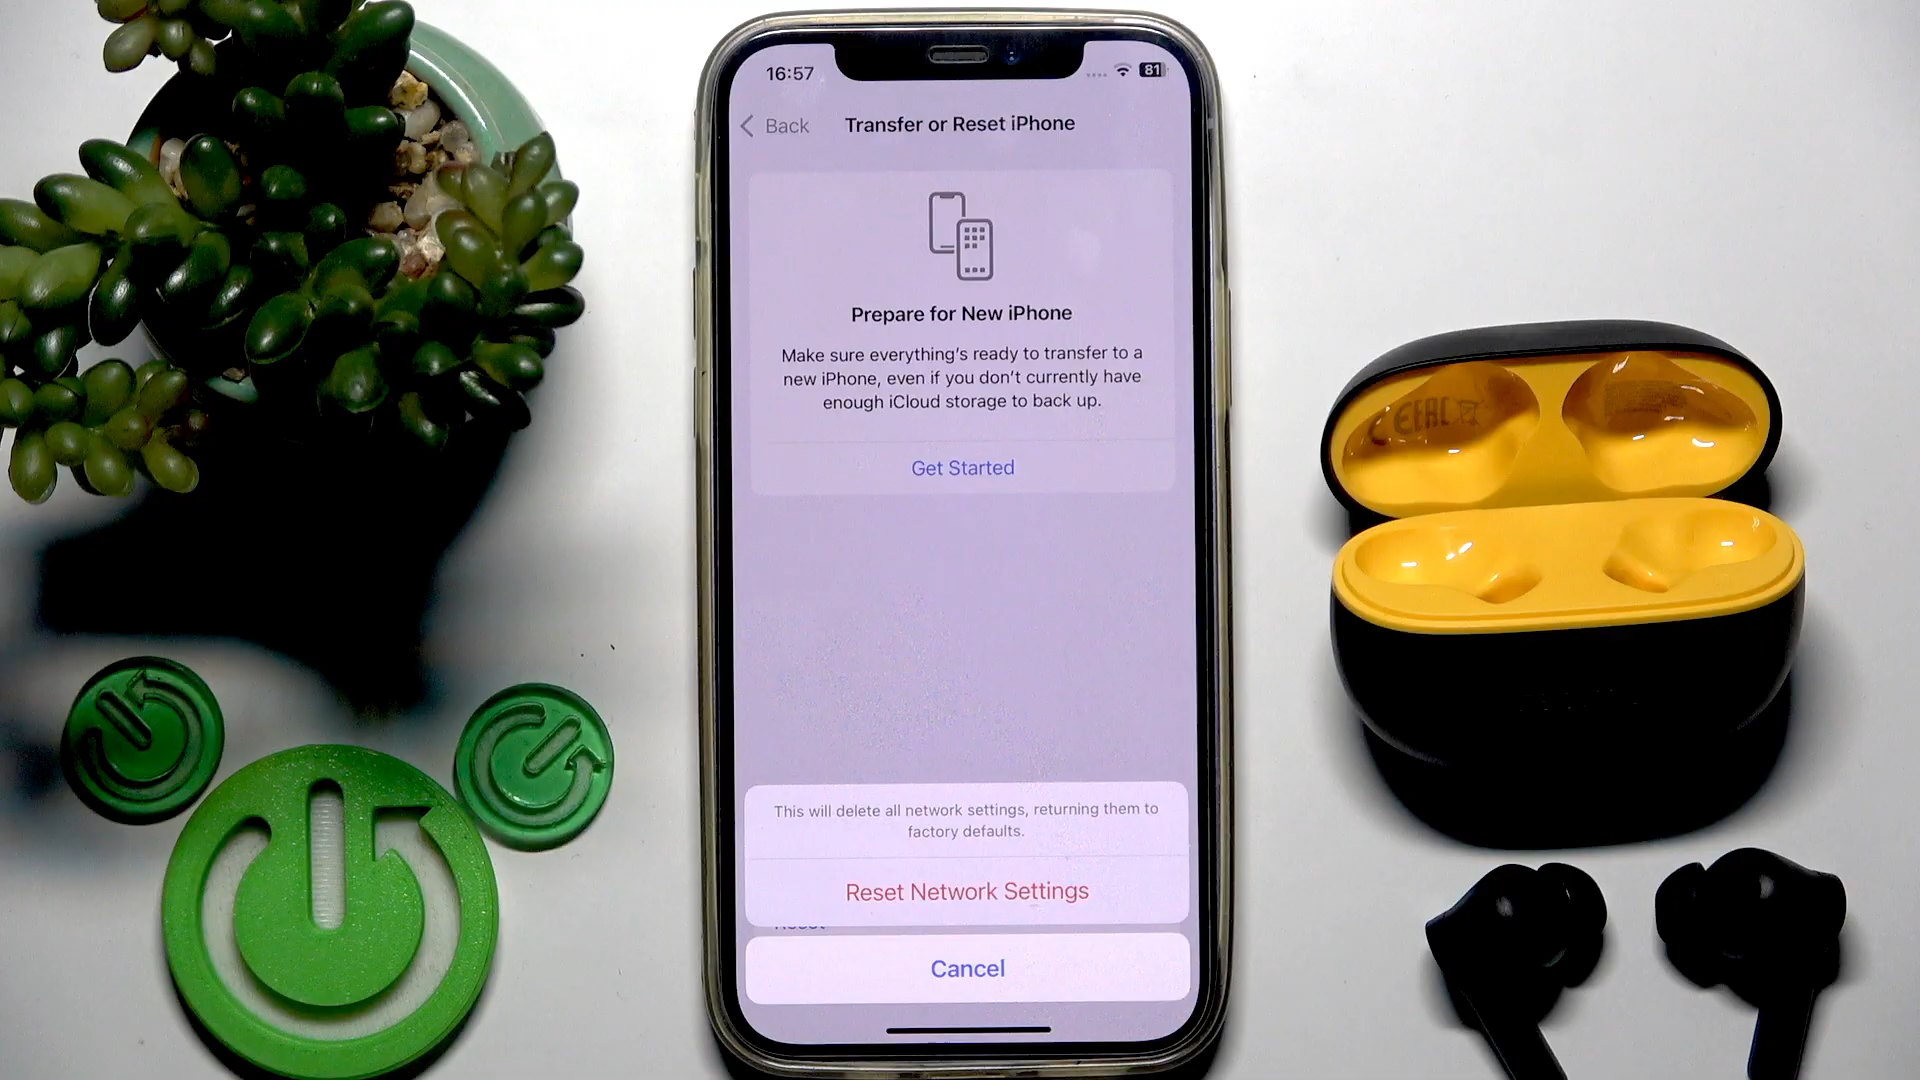 16:57
81
Back
Transfer or Reset iPhone
Prepare for New iPhone
Make sure everything's ready to transfer to a
new iPhone, even if you don't currently have
enough iCloud storage to back up.
Get Started
This will delete all network settings, returning them to
factory defaults.
Reset Network Settings
Cancel
CE EAC